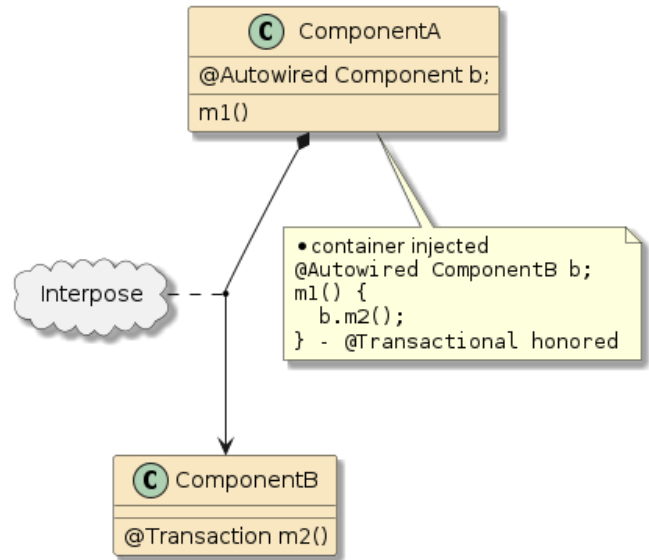 C ComponentA
@Autowired Component b;
m1()
• container injected
@Autowired ComponentB b;
m1() {
  b.m2();
} - @Transactional honored
Interpose
C ComponentB
@Transaction m2()